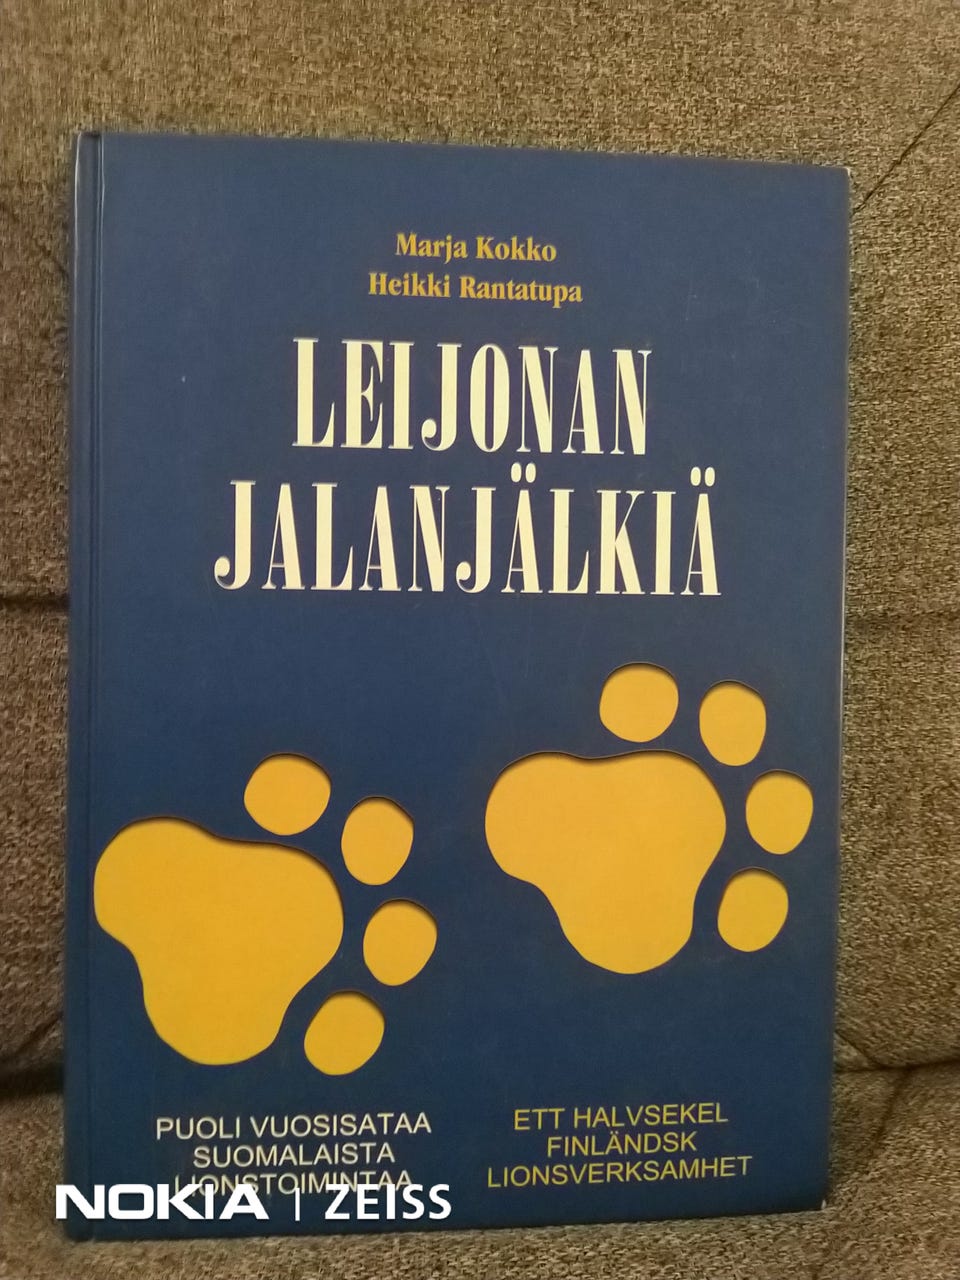 Marja Kokko
Heikki Rantatupa
LEIJONAN
JALANJÄLKIÄ
PUOLI VUOSISATAA
SUOMALAISTA
LIONSTOIMINTAA
ETT HALVSEKEL
FINLÄNDSK
LIONSVERKSAMHET
NOKIA | ZEISS